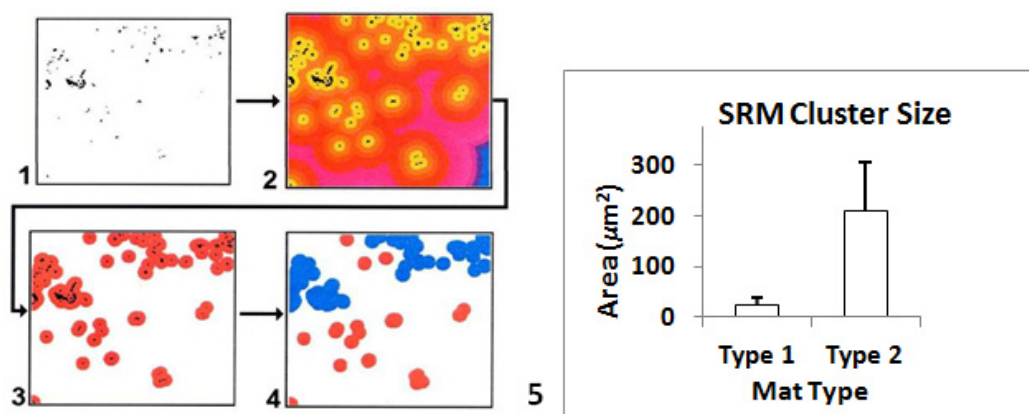 1
2
3
4
5
SRM Cluster Size
Area (µm²)
300
200
100
0
Type 1 Type 2
Mat Type